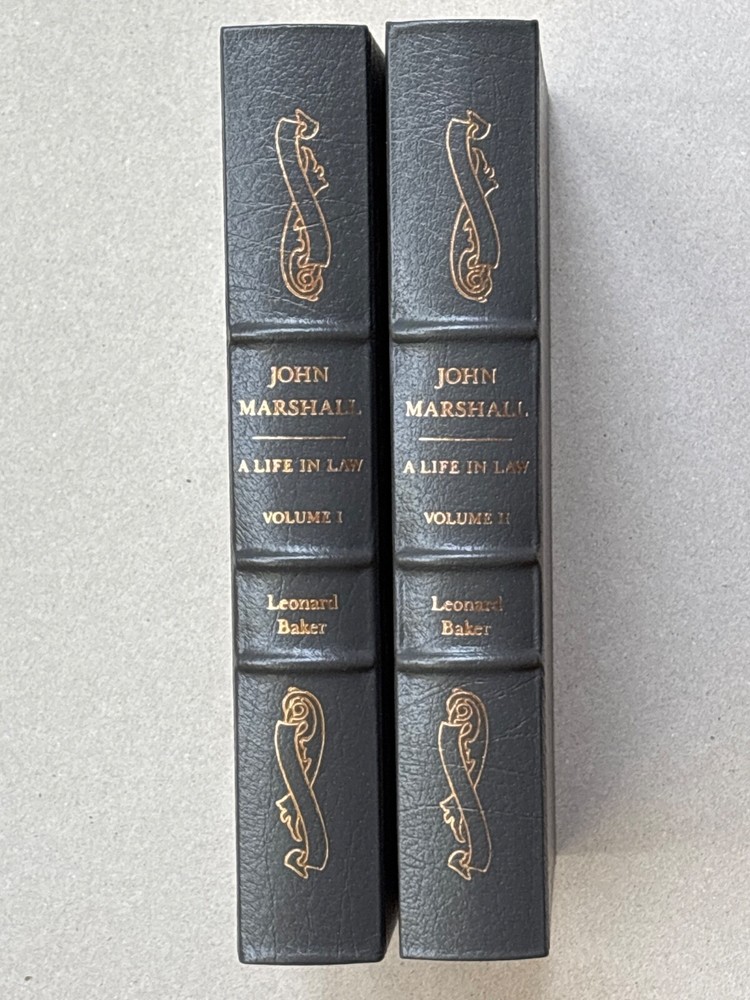 JOHN
MARSHALL
A LIFE IN LAW
VOLUME I
Leonard
Baker
JOHN
MARSHALL
A LIFE IN LAW
VOLUME II
Leonard
Baker